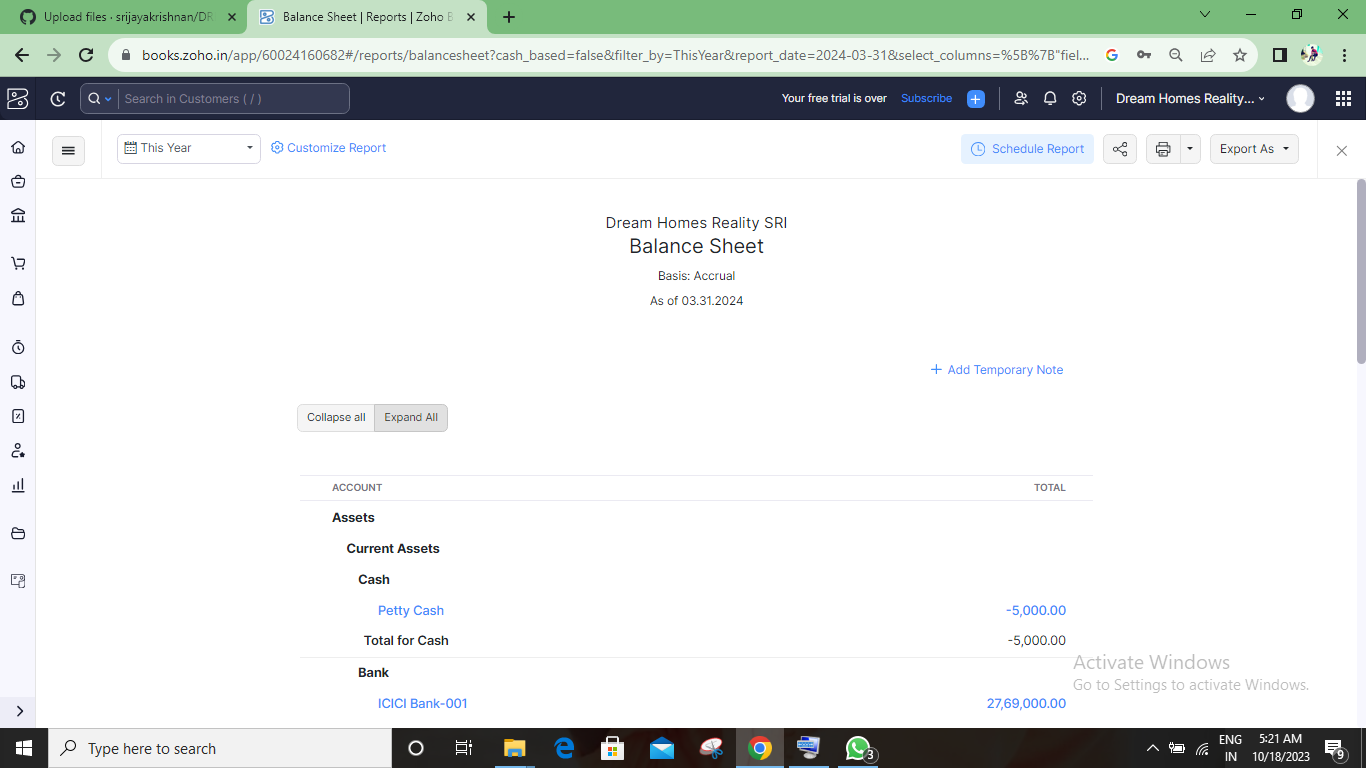 Upload files · srijayakrishnan/DR
Balance Sheet | Reports | Zoho B
books.zoho.in/app/60024160682#/reports/balancesheet?cash_based=false&filter_by=ThisYear&report_date=2024-03-31&select_columns=%5B%7B"fiel...
Search in Customers ( / )
Your free trial is over
Subscribe
Dream Homes Reality...
This Year
Customize Report
Schedule Report
Export As
Dream Homes Reality SRI
Balance Sheet
Basis: Accrual
As of 03.31.2024
+ Add Temporary Note
Collapse all
Expand All
ACCOUNT TOTAL
Assets
Current Assets
Cash
Petty Cash -5,000.00
Total for Cash -5,000.00
Bank
ICICI Bank-001 27,69,000.00
Activate Windows
Go to Settings to activate Windows.
Type here to search
3
ENG
IN
5:21 AM
10/18/2023
9